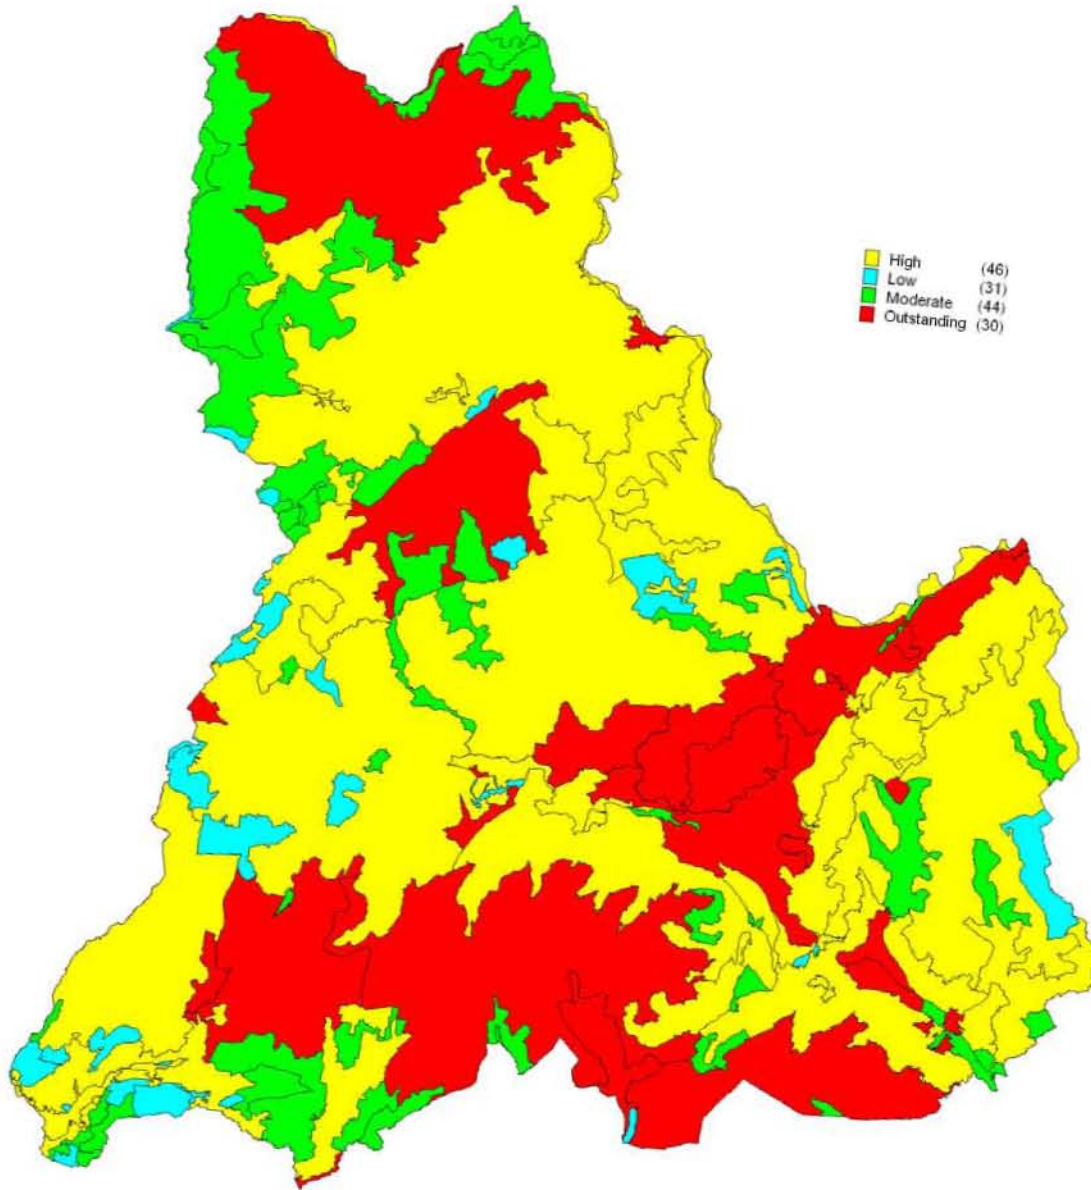 High (46)
Low (31)
Moderate (44)
Outstanding (30)